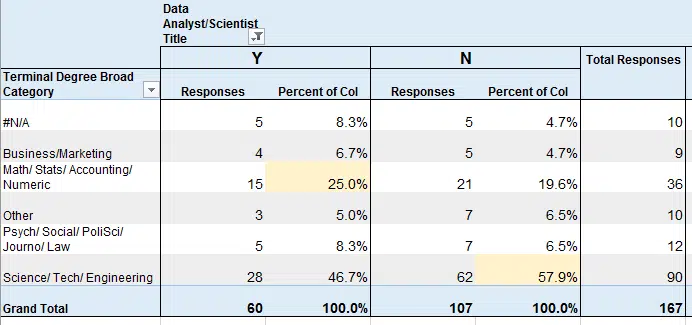 Data
Analyst/Scientist
Title
Y N Total Responses
Terminal Degree Broad
Category Responses Percent of Col Responses Percent of Col
#N/A 5 8.3% 5 4.7% 10
Business/Marketing 4 6.7% 5 4.7% 9
Math/ Stats/ Accounting/
Numeric 15 25.0% 21 19.6% 36
Other 3 5.0% 7 6.5% 10
Psych/ Social/ PoliSci/
Journo/ Law 5 8.3% 7 6.5% 12
Science/ Tech/ Engineering 28 46.7% 62 57.9% 90
Grand Total 60 100.0% 107 100.0% 167